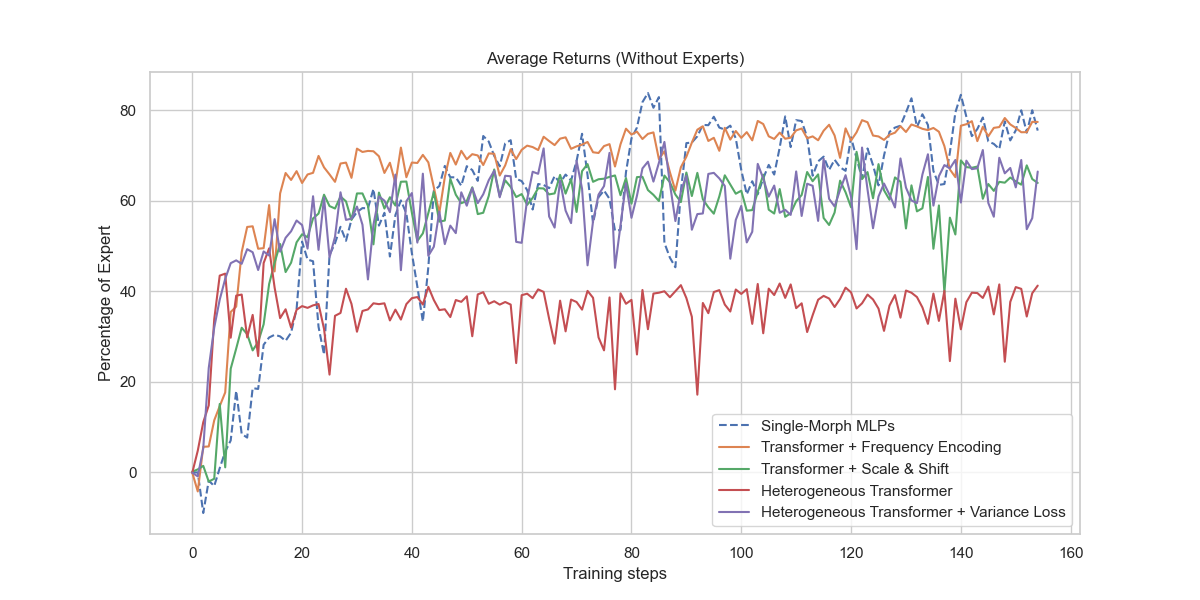 Average Returns (Without Experts)
Percentage of Expert
80
60
40
20
0
0 20 40 60 80 100 120 140 160
Training steps
Single-Morph MLPs
Transformer + Frequency Encoding
Transformer + Scale & Shift
Heterogeneous Transformer
Heterogeneous Transformer + Variance Loss